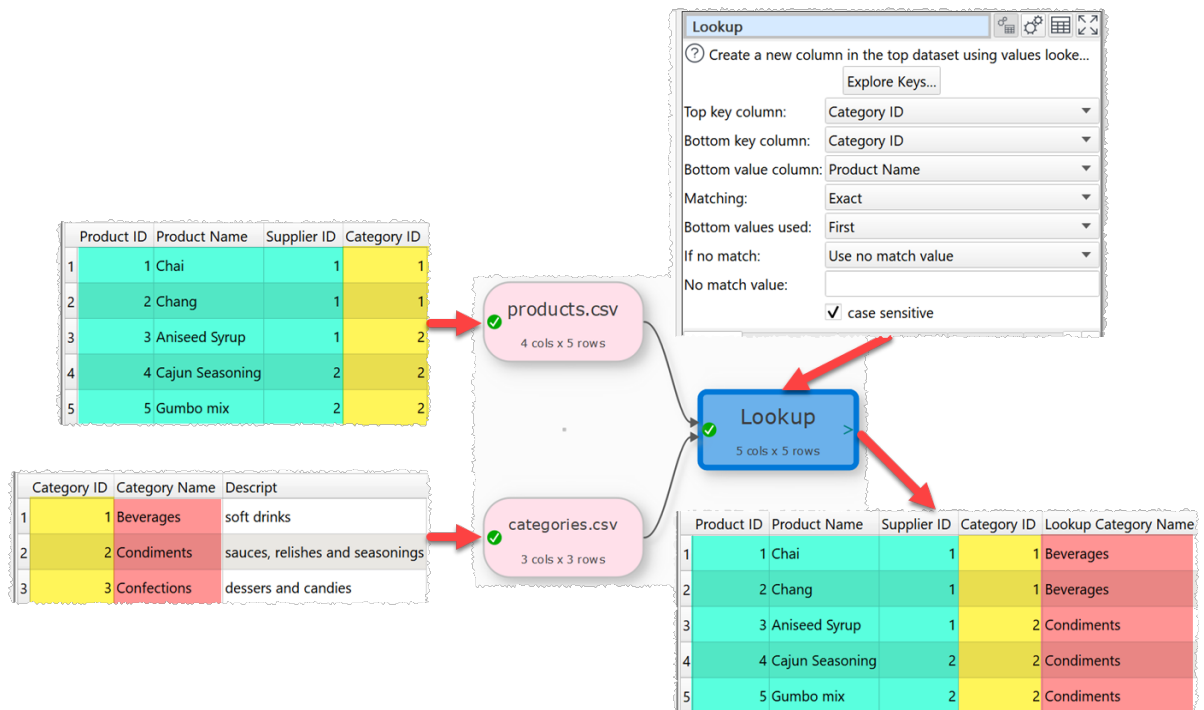 Lookup
? Create a new column in the top dataset using values looke...
Explore Keys...
Top key column: Category ID
Bottom key column: Category ID
Bottom value column: Product Name
Matching: Exact
Bottom values used: First
If no match: Use no match value
No match value:
case sensitive
Product ID Product Name Supplier ID Category ID
1 1 Chai 1 1
2 2 Chang 1 1
3 3 Aniseed Syrup 1 2
4 4 Cajun Seasoning 2 2
5 5 Gumbo mix 2 2
products.csv
4 cols x 5 rows
Lookup
>
5 cols x 5 rows
Category ID Category Name Descript
1 1 Beverages soft drinks
2 2 Condiments sauces, relishes and seasonings
3 3 Confections dessers and candies
categories.csv
3 cols x 3 rows
Product ID Product Name Supplier ID Category ID Lookup Category Name
1 1 Chai 1 1 Beverages
2 2 Chang 1 1 Beverages
3 3 Aniseed Syrup 1 2 Condiments
4 4 Cajun Seasoning 2 2 Condiments
5 5 Gumbo mix 2 2 Condiments